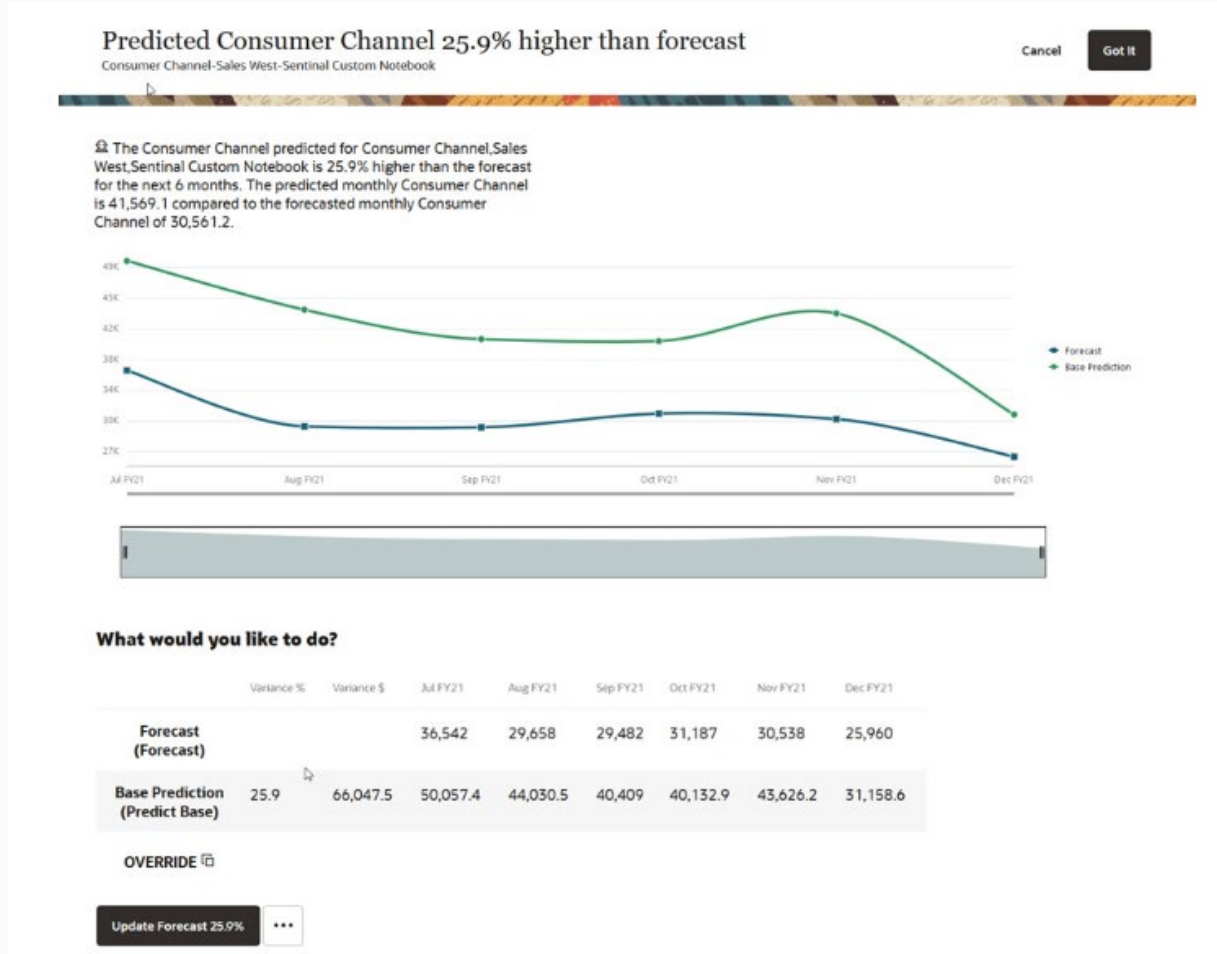 Predicted Consumer Channel 25.9% higher than forecast
Consumer Channel-Sales West-Sentinal Custom Notebook
Cancel
Got It
The Consumer Channel predicted for Consumer Channel,Sales
West,Sentinal Custom Notebook is 25.9% higher than the forecast
for the next 6 months. The predicted monthly Consumer Channel
is 41,569.1 compared to the forecasted monthly Consumer
Channel of 30,561.2.
49K
45K
42K
38K
34K
30K
27K
Jul FY21 Aug FY21 Sep FY21 Oct FY21 Nov FY21 Dec FY21
Forecast
Base Prediction
What would you like to do?
Variance % Variance $ Jul FY21 Aug FY21 Sep FY21 Oct FY21 Nov FY21 Dec FY21
Forecast
(Forecast)
36,542 29,658 29,482 31,187 30,538 25,960
Base Prediction
(Predict Base)
25.9 66,047.5 50,057.4 44,030.5 40,409 40,132.9 43,626.2 31,158.6
OVERRIDE
Update Forecast 25.9%